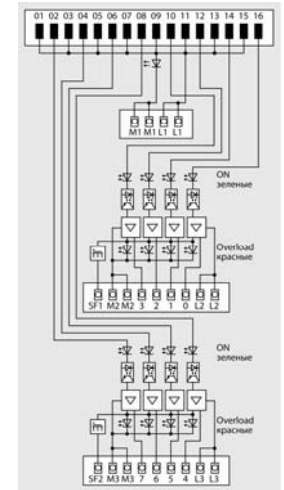 01 02 03 04 05 06 07 08 09 10 11 12 13 14 15 16
M1 M1 L1 L1
ON
зеленые
Overload
красные
SF1 M2 M2 3 2 1 0 L2 L2
ON
зеленые
Overload
красные
SF2 M3 M3 7 6 5 4 L3 L3